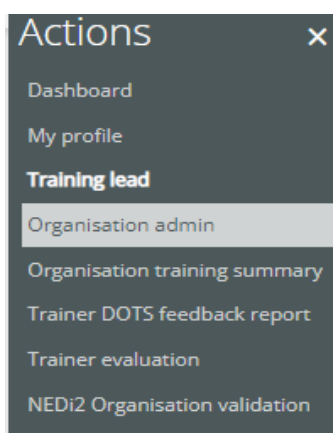 Actions ×
Dashboard
My profile
Training lead
Organisation admin
Organisation training summary
Trainer DOTS feedback report
Trainer evaluation
NEDi2 Organisation validation